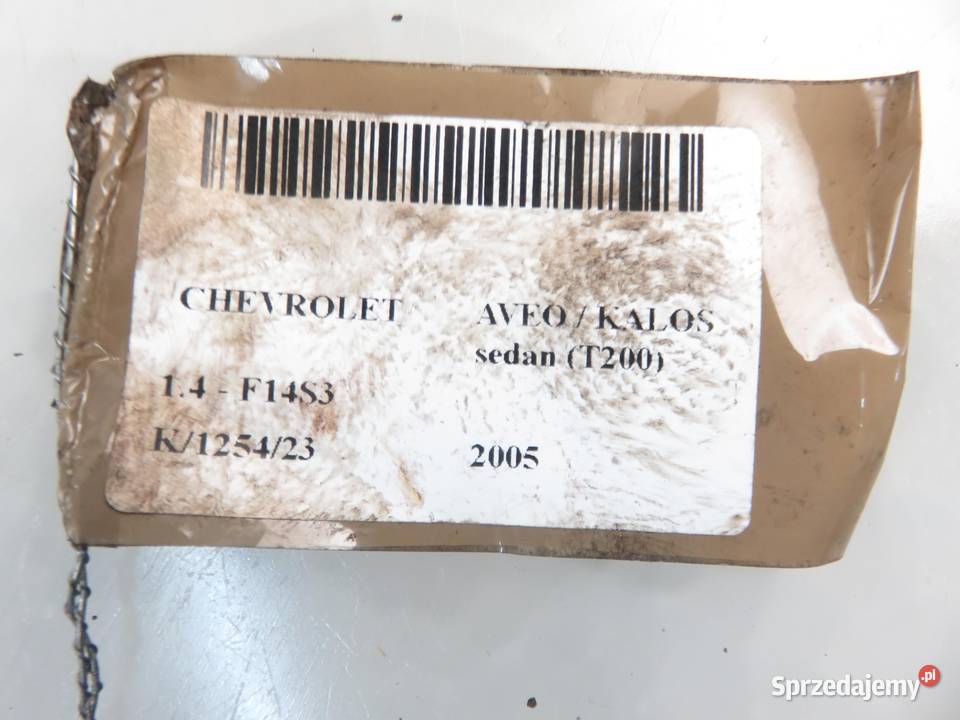 CHEVROLET
AVEO / KALOS
sedan (T200)
1.4 - F14S3
K/1254/23
2005
Sprzedajemy.pl